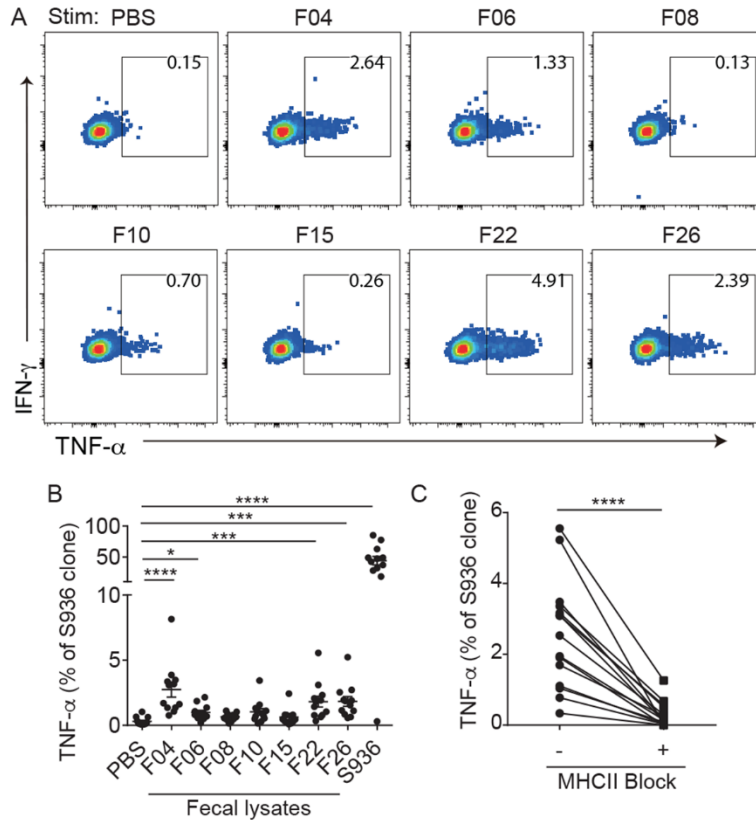 A
Stim: PBS F04 F06 F08
0.15 2.64 1.33 0.13
F10 F15 F22 F26
0.70 0.26 4.91 2.39
IFN-γ
TNF-α
B
TNF-α (% of S936 clone)
100
50
10
5
0
****
***
***
*
****
PBS F04 F06 F08 F10 F15 F22 F26 S936
Fecal lysates
C
TNF-α (% of S936 clone)
6
4
2
0
****
- +
MHCII Block